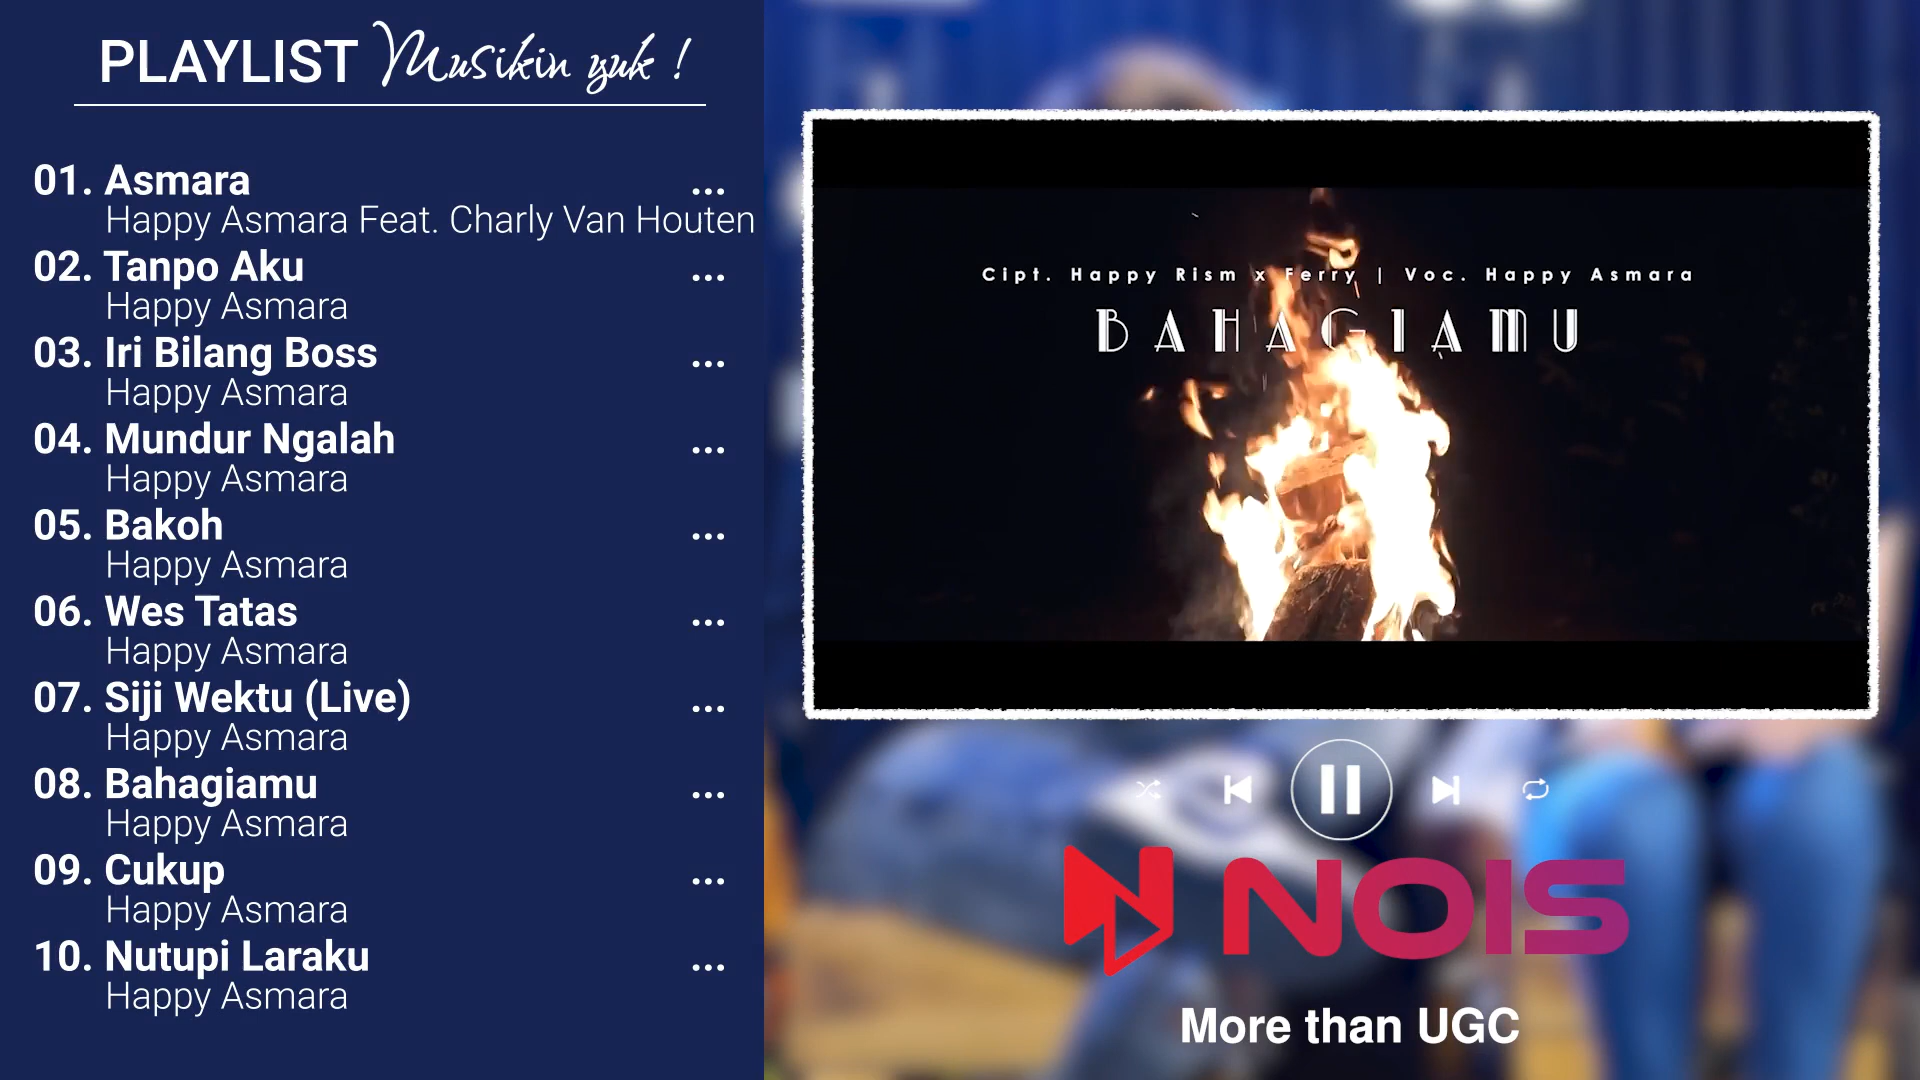 PLAYLIST Musikin yuk !
01. Asmara ...
Happy Asmara Feat. Charly Van Houten
02. Tanpo Aku ...
Happy Asmara
03. Iri Bilang Boss ...
Happy Asmara
04. Mundur Ngalah ...
Happy Asmara
05. Bakoh ...
Happy Asmara
06. Wes Tatas ...
Happy Asmara
07. Siji Wektu (Live) ...
Happy Asmara
08. Bahagiamu ...
Happy Asmara
09. Cukup ...
Happy Asmara
10. Nutupi Laraku ...
Happy Asmara
Cipt. Happy Rism x Ferry | Voc. Happy Asmara
BAHAGIAMU
NOIS
More than UGC